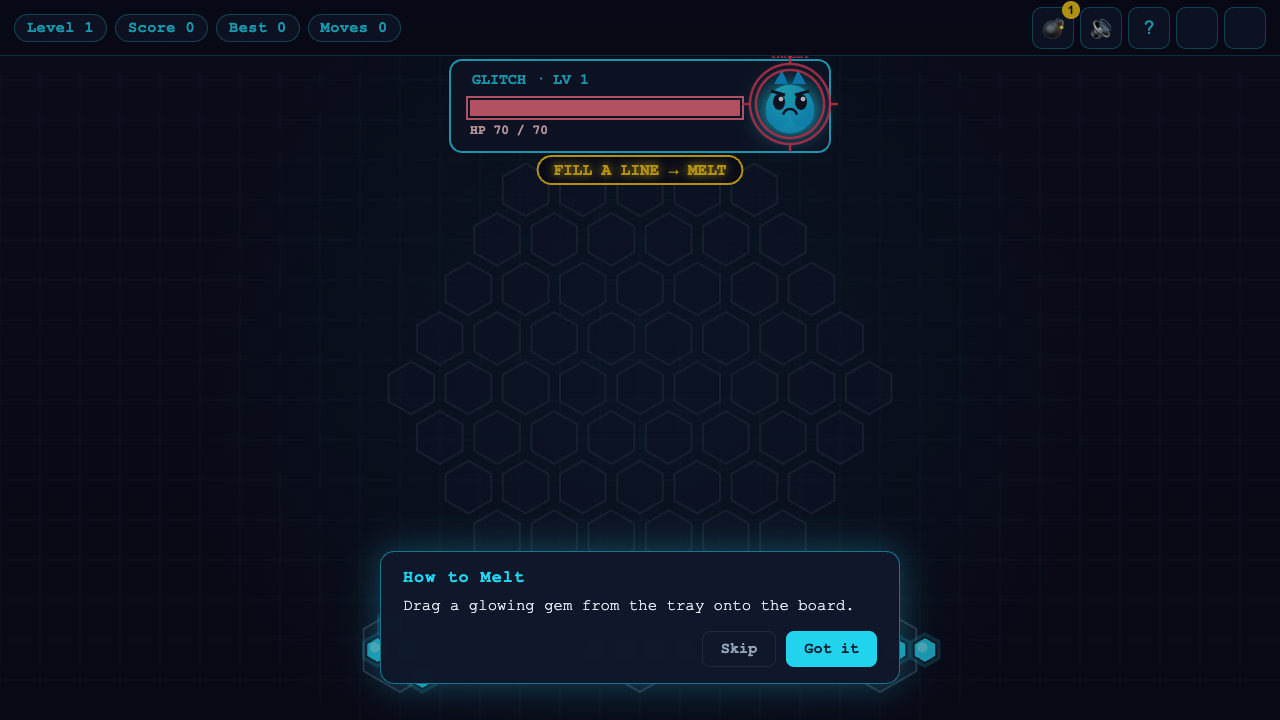 Level 1
Score 0
Best 0
Moves 0
1
?
GLITCH · LV 1
HP 70 / 70
FILL A LINE → MELT
How to Melt
Drag a glowing gem from the tray onto the board.
Skip
Got it